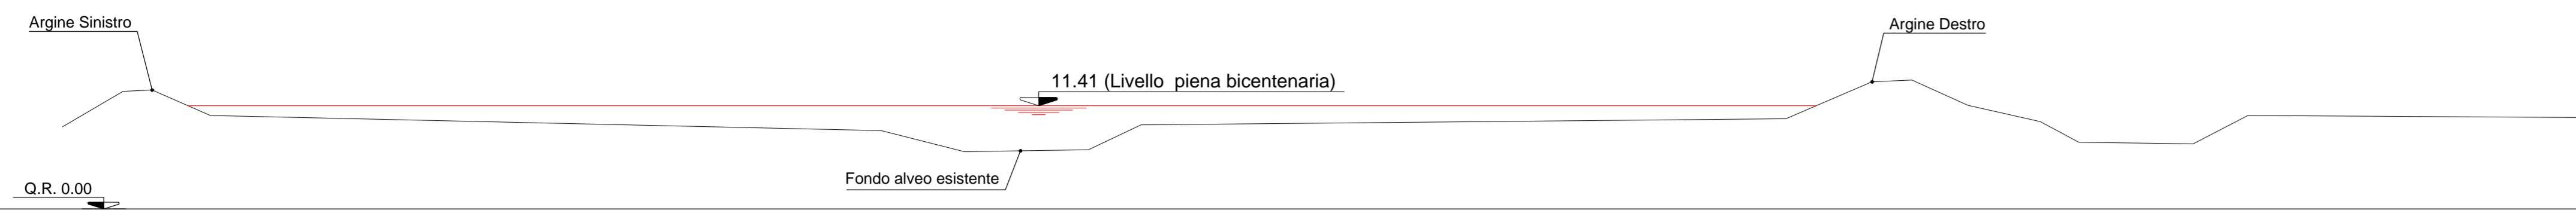 Argine Sinistro
Argine Destro
11.41 (Livello piena bicentenaria)
Fondo alveo esistente
Q.R. 0.00